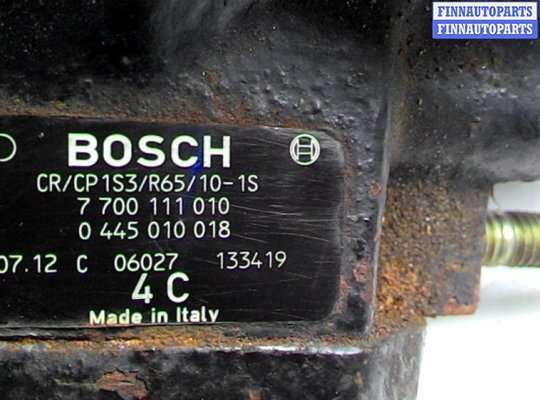 FINNAUTOPARTS
FINNAUTOPARTS
BOSCH
CR/CP1S3/R65/10-1S
7 700 111 010
0 445 010 018
07.12 C 06027 133419
4 C
Made in Italy